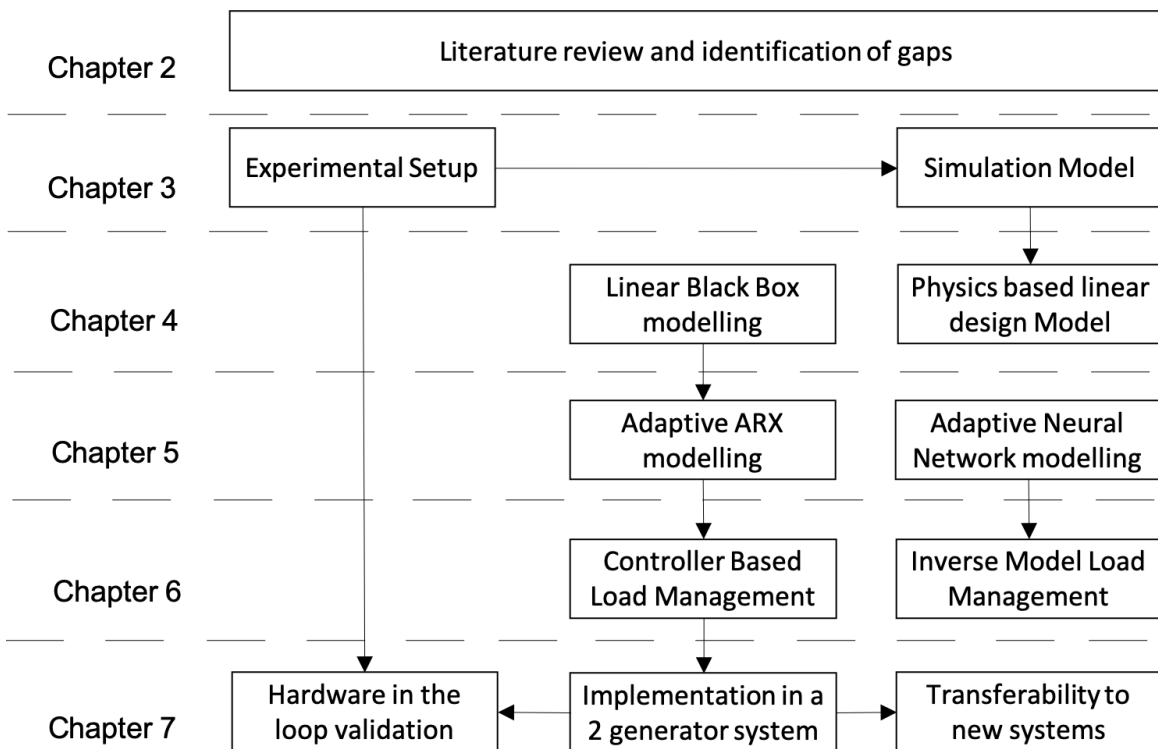 Chapter 2
Literature review and identification of gaps
Chapter 3
Experimental Setup
Simulation Model
Chapter 4
Linear Black Box
modelling
Physics based linear
design Model
Chapter 5
Adaptive ARX
modelling
Adaptive Neural
Network modelling
Chapter 6
Controller Based
Load Management
Inverse Model Load
Management
Chapter 7
Hardware in the
loop validation
Implementation in a
2 generator system
Transferability to
new systems